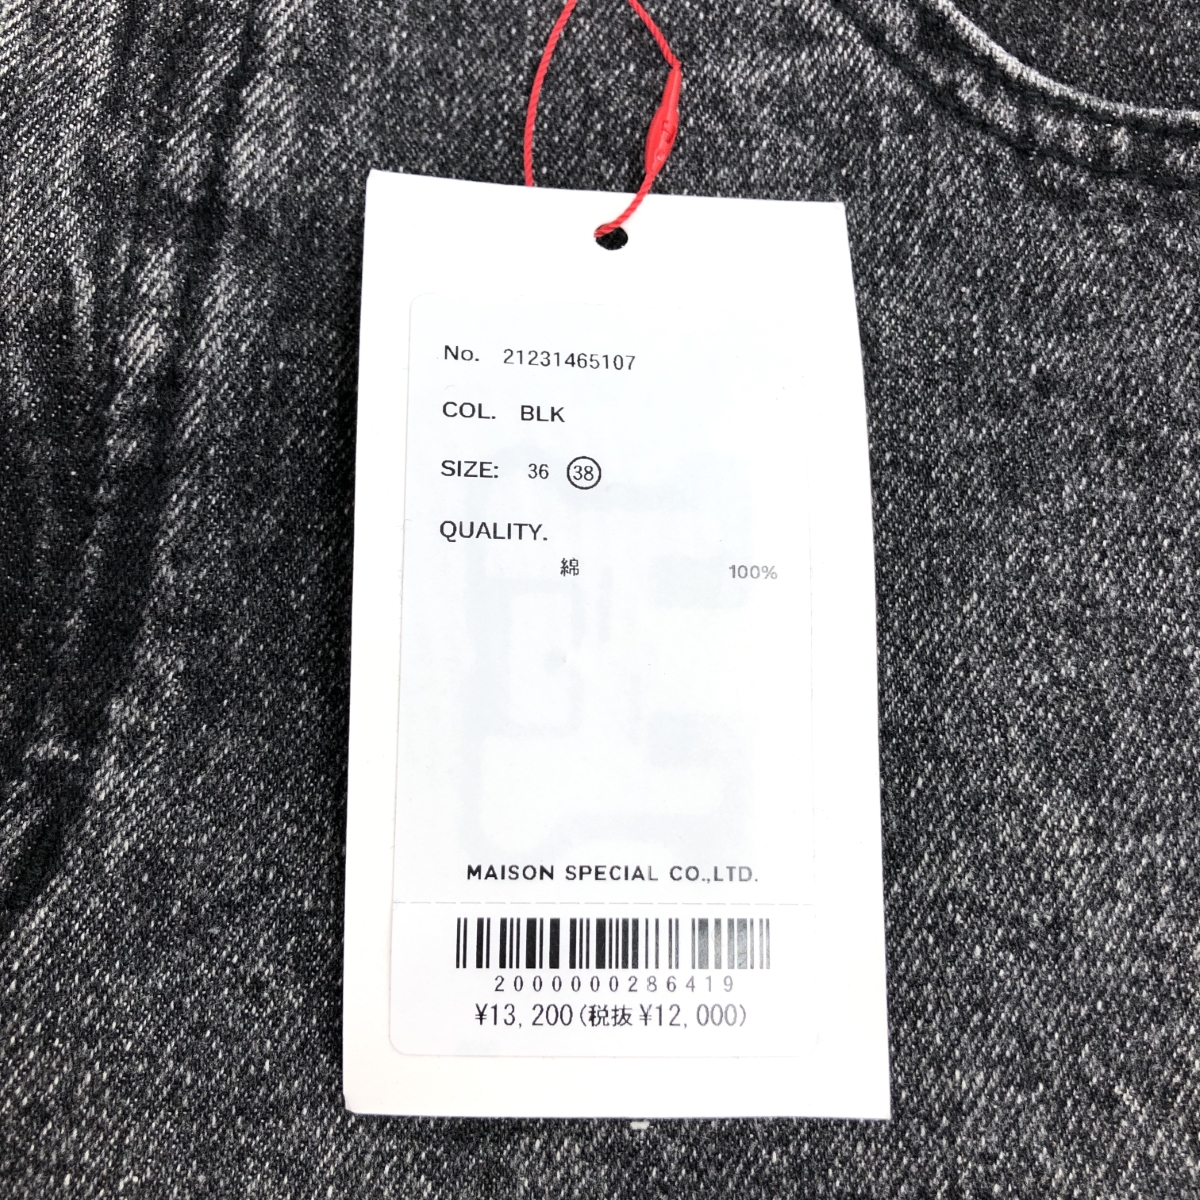 No. 21231465107
COL. BLK
SIZE: 36 38
QUALITY.
綿 100%
MAISON SPECIAL CO.,LTD.
2000000286419
¥13,200(税抜¥12,000)